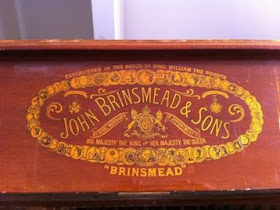 ESTABLISHED IN THE REIGN OF KING WILLIAM THE FOURTH
JOHN BRINSMEAD & SONS
HIS MAJESTY THE KING AND HER MAJESTY THE QUEEN
"BRINSMEAD"